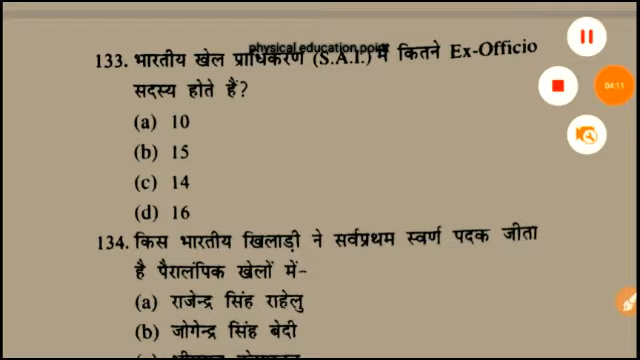 physical education point
133. भारतीय खेल प्राधिकरण (S.A.I.) में कितने Ex-Officio
सदस्य होते हैं?
(a) 10
(b) 15
(c) 14
(d) 16
134. किस भारतीय खिलाड़ी ने सर्वप्रथम स्वर्ण पदक जीता
है पैरालंपिक खेलों में-
(a) राजेन्द्र सिंह राहेलु
(b) जोगेन्द्र सिंह बेदी
04:11